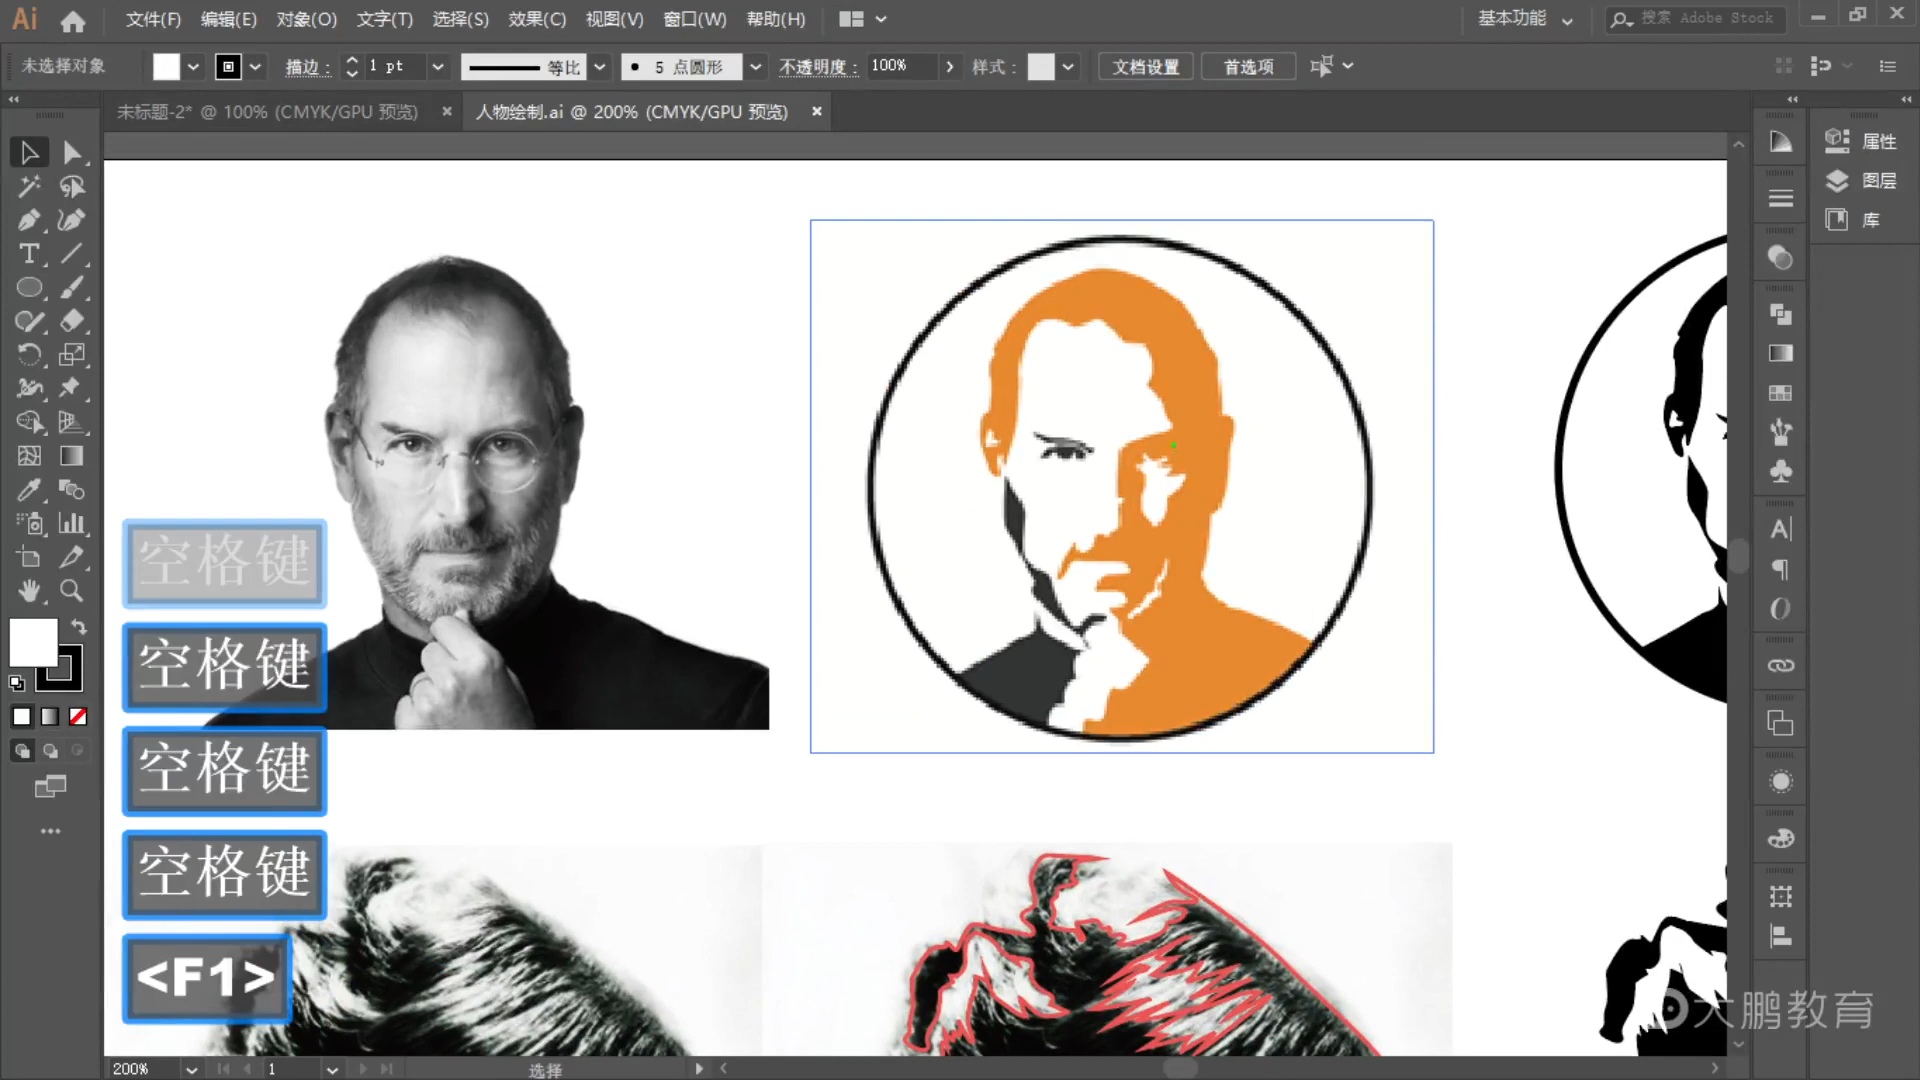 Ai 文件(F) 编辑(E) 对象(O) 文字(T) 选择(S) 效果(C) 视图(V) 窗口(W) 帮助(H) 基本功能 搜索 Adobe Stock
未选择对象 描边： 1 pt 等比 5 点圆形 不透明度： 100% 样式： 文档设置 首选项
未标题-2* @ 100% (CMYK/GPU 预览) × 人物绘制.ai @ 200% (CMYK/GPU 预览) ×
属性
图层
库
空格键
空格键
空格键
空格键
<F1>
大鹏教育
200% 1 选择